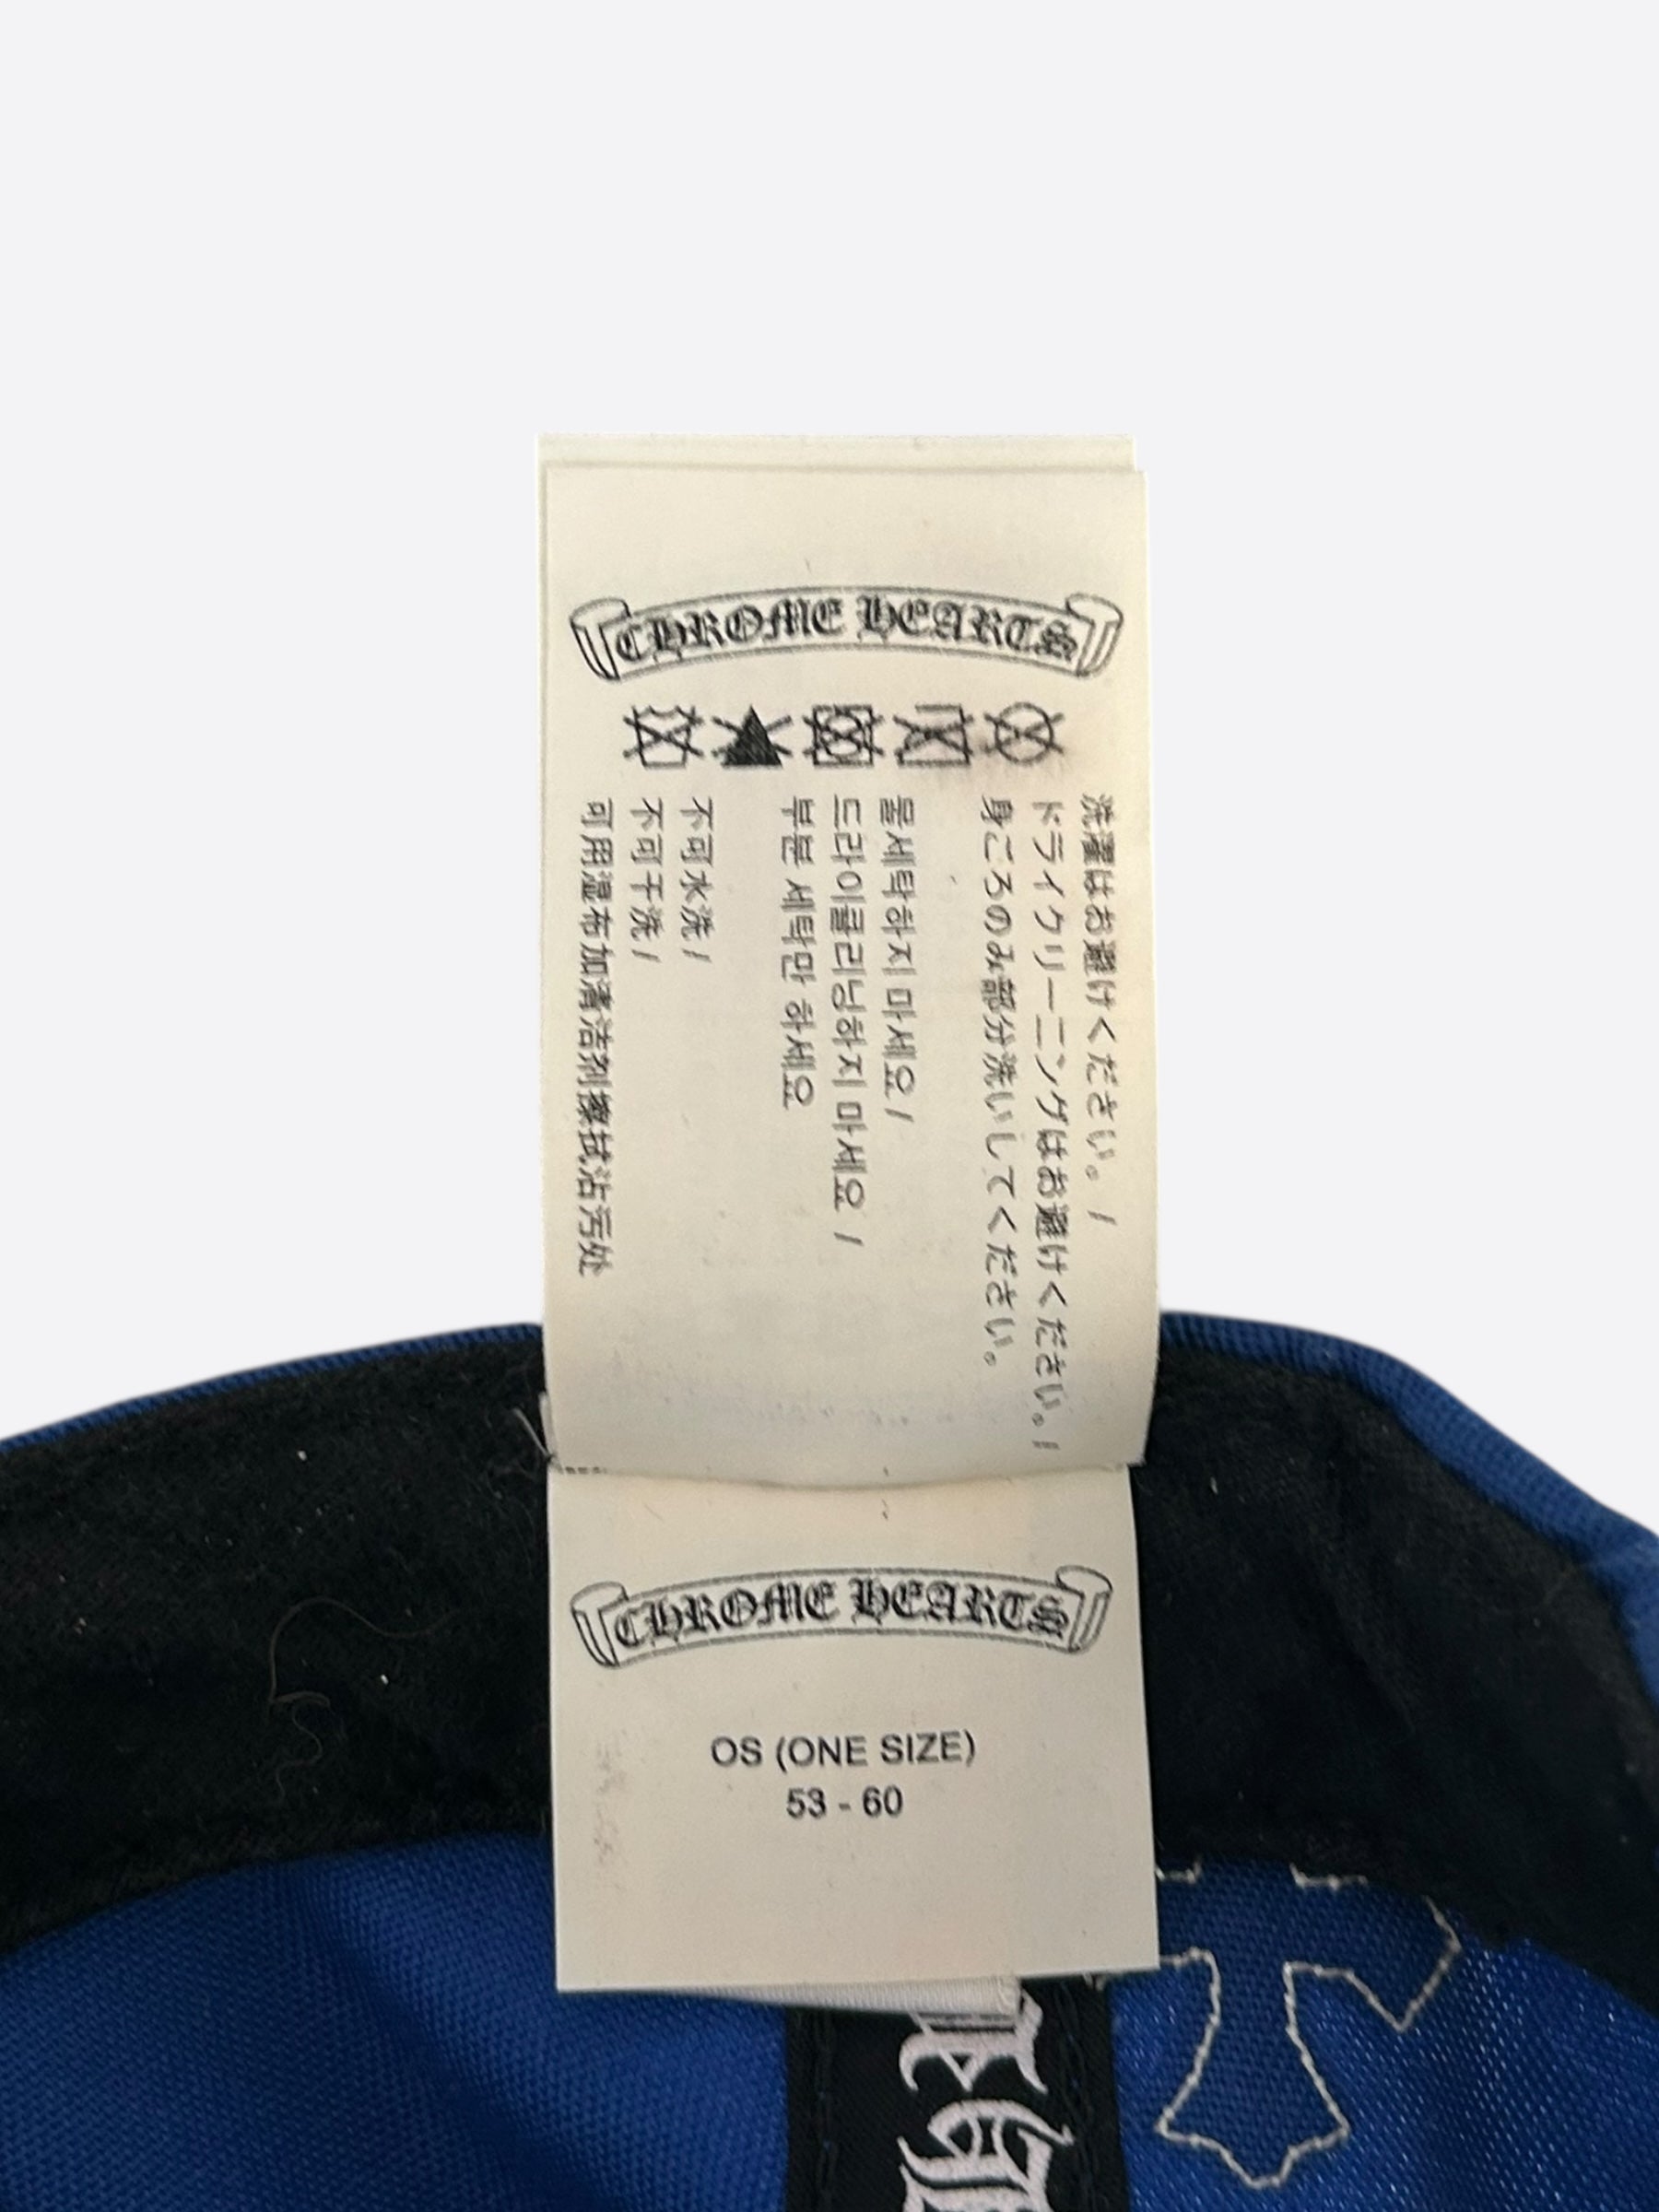 CHROME HEARTS
洗濯はお避けください。/
ドライクリーニングはお避けください。/
身ごろのみ部分洗いしてください。
물세탁하지 마세요 /
드라이클리닝하지 마세요 /
부분 세탁만 하세요
不可水洗 /
不可干洗 /
可用湿布加清洁剂擦拭沾污处
CHROME HEARTS
OS (ONE SIZE)
53 - 60